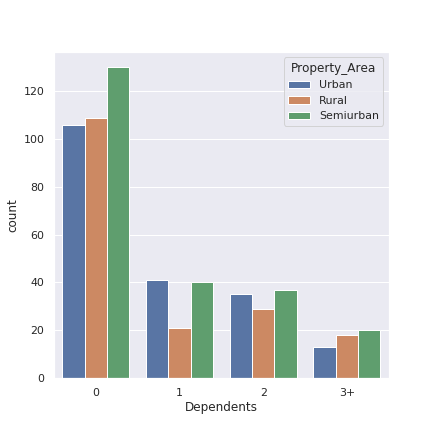 Property_Area
Urban
Rural
Semiurban
120
100
80
60
40
20
0
count
0 1 2 3+
Dependents